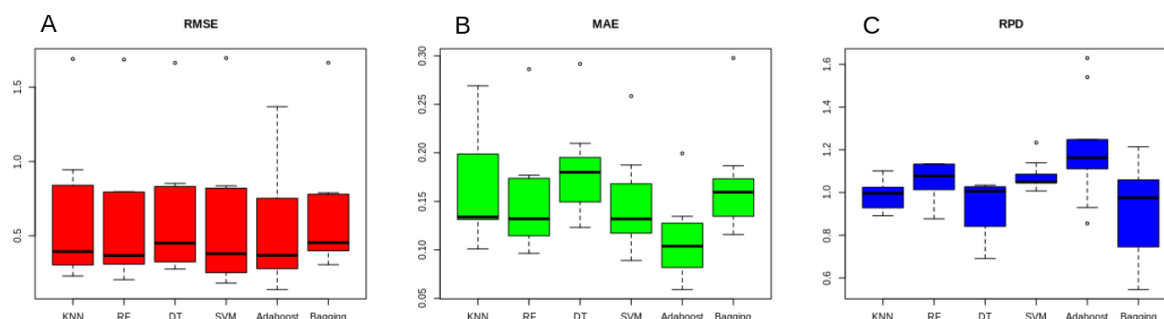 A RMSE
1.5
1.0
0.5
KNN RF DT SVM Adaboost Bagging
B MAE
0.30
0.25
0.20
0.15
0.10
0.05
KNN RF DT SVM Adaboost Bagging
C RPD
1.6
1.4
1.2
1.0
0.8
0.6
KNN RF DT SVM Adaboost Bagging